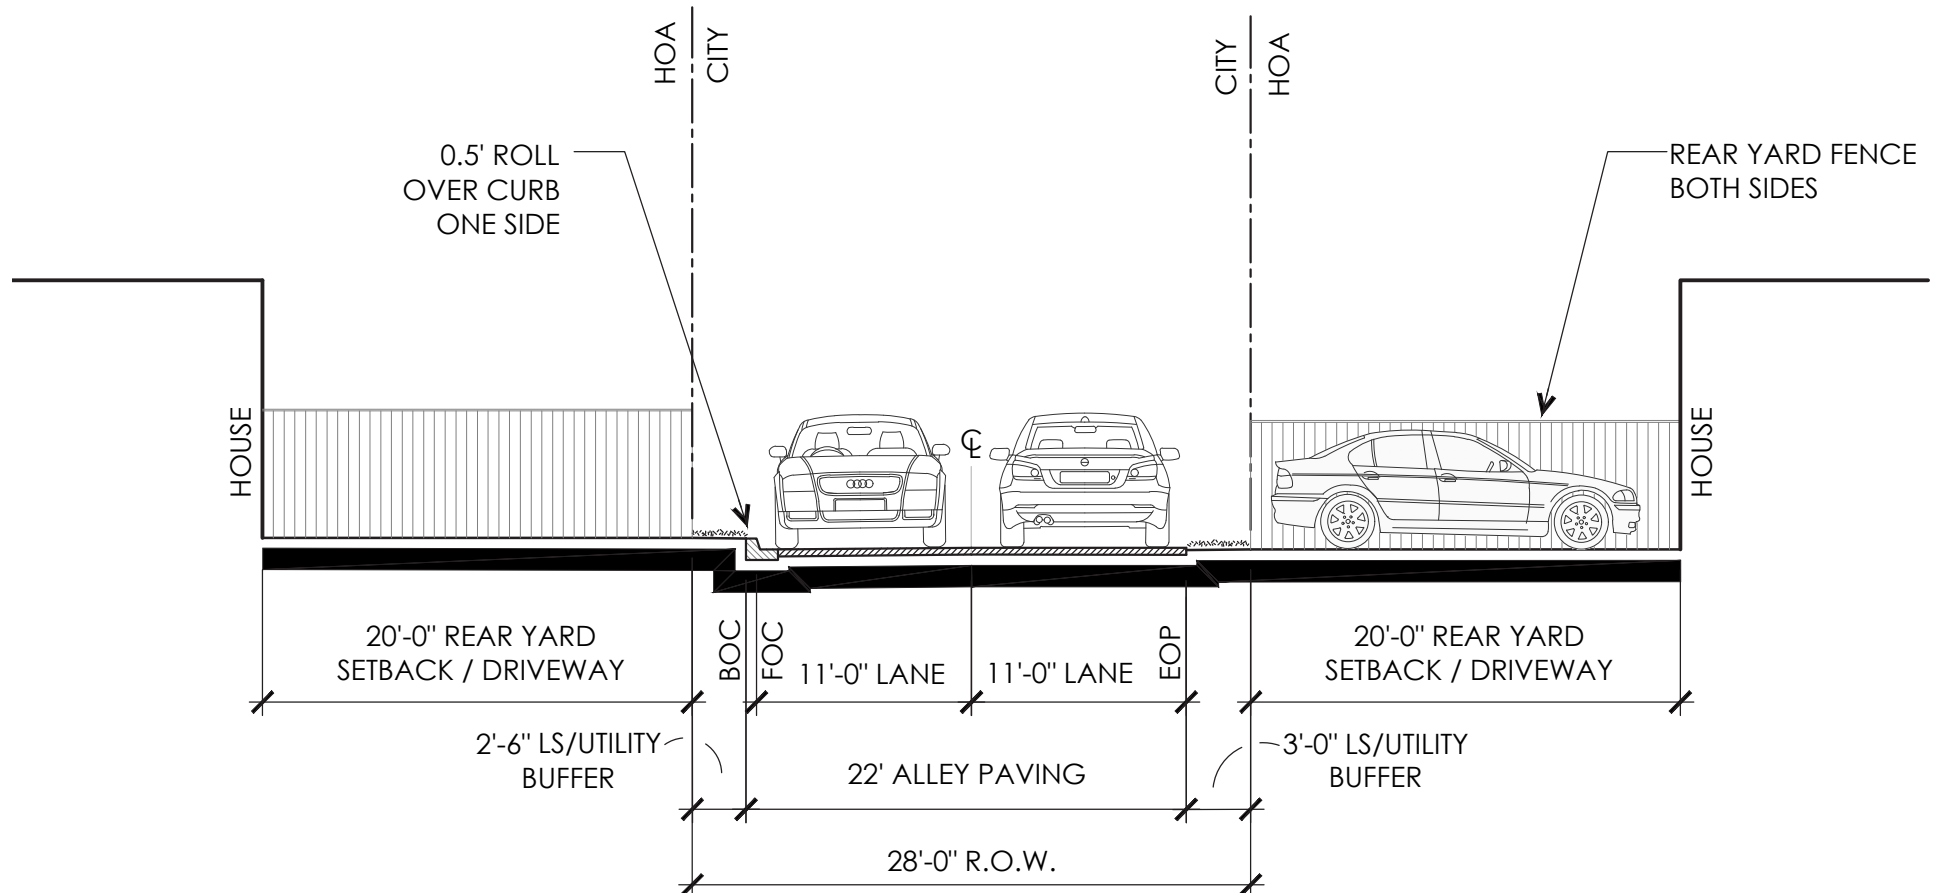 HOA
CITY
CITY
HOA
0.5' ROLL
OVER CURB
ONE SIDE
REAR YARD FENCE
BOTH SIDES
HOUSE
CL
HOUSE
20'-0" REAR YARD
SETBACK / DRIVEWAY
BOC
FOC
11'-0" LANE
11'-0" LANE
EOP
20'-0" REAR YARD
SETBACK / DRIVEWAY
2'-6" LS/UTILITY
BUFFER
22' ALLEY PAVING
3'-0" LS/UTILITY
BUFFER
28'-0" R.O.W.